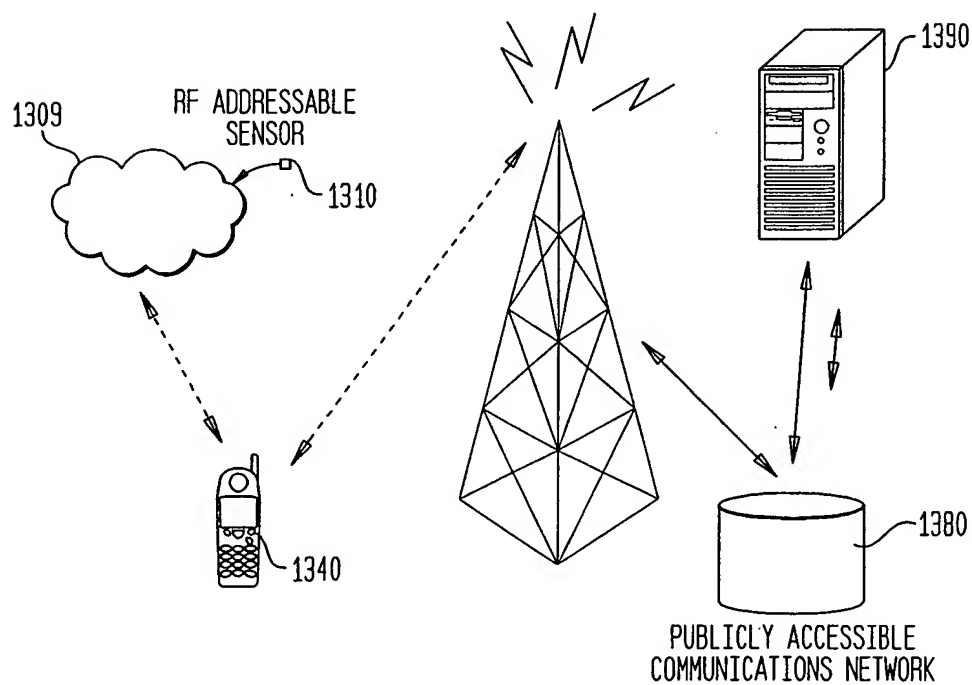 1390
1309
RF ADDRESSABLE
SENSOR
1310
1340
1380
PUBLICLY ACCESSIBLE
COMMUNICATIONS NETWORK